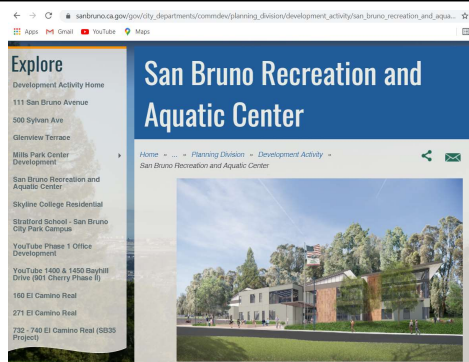 sanbruno.ca.gov/gov/city_departments/commdev/planning_division/development_activity/san_bruno_recreation_and_aqua...
Apps Gmail YouTube Maps
Explore
Development Activity Home
111 San Bruno Avenue
500 Sylvan Ave
Glenview Terrace
Mills Park Center
Development
San Bruno Recreation and
Aquatic Center
Skyline College Residential
Stratford School - San Bruno
City Park Campus
YouTube Phase 1 Office
Development
YouTube 1400 & 1450 Bayhill
Drive (901 Cherry Phase II)
160 El Camino Real
271 El Camino Real
732 - 740 El Camino Real (SB35
Project)
San Bruno Recreation and
Aquatic Center
Home » ... » Planning Division » Development Activity »
San Bruno Recreation and Aquatic Center